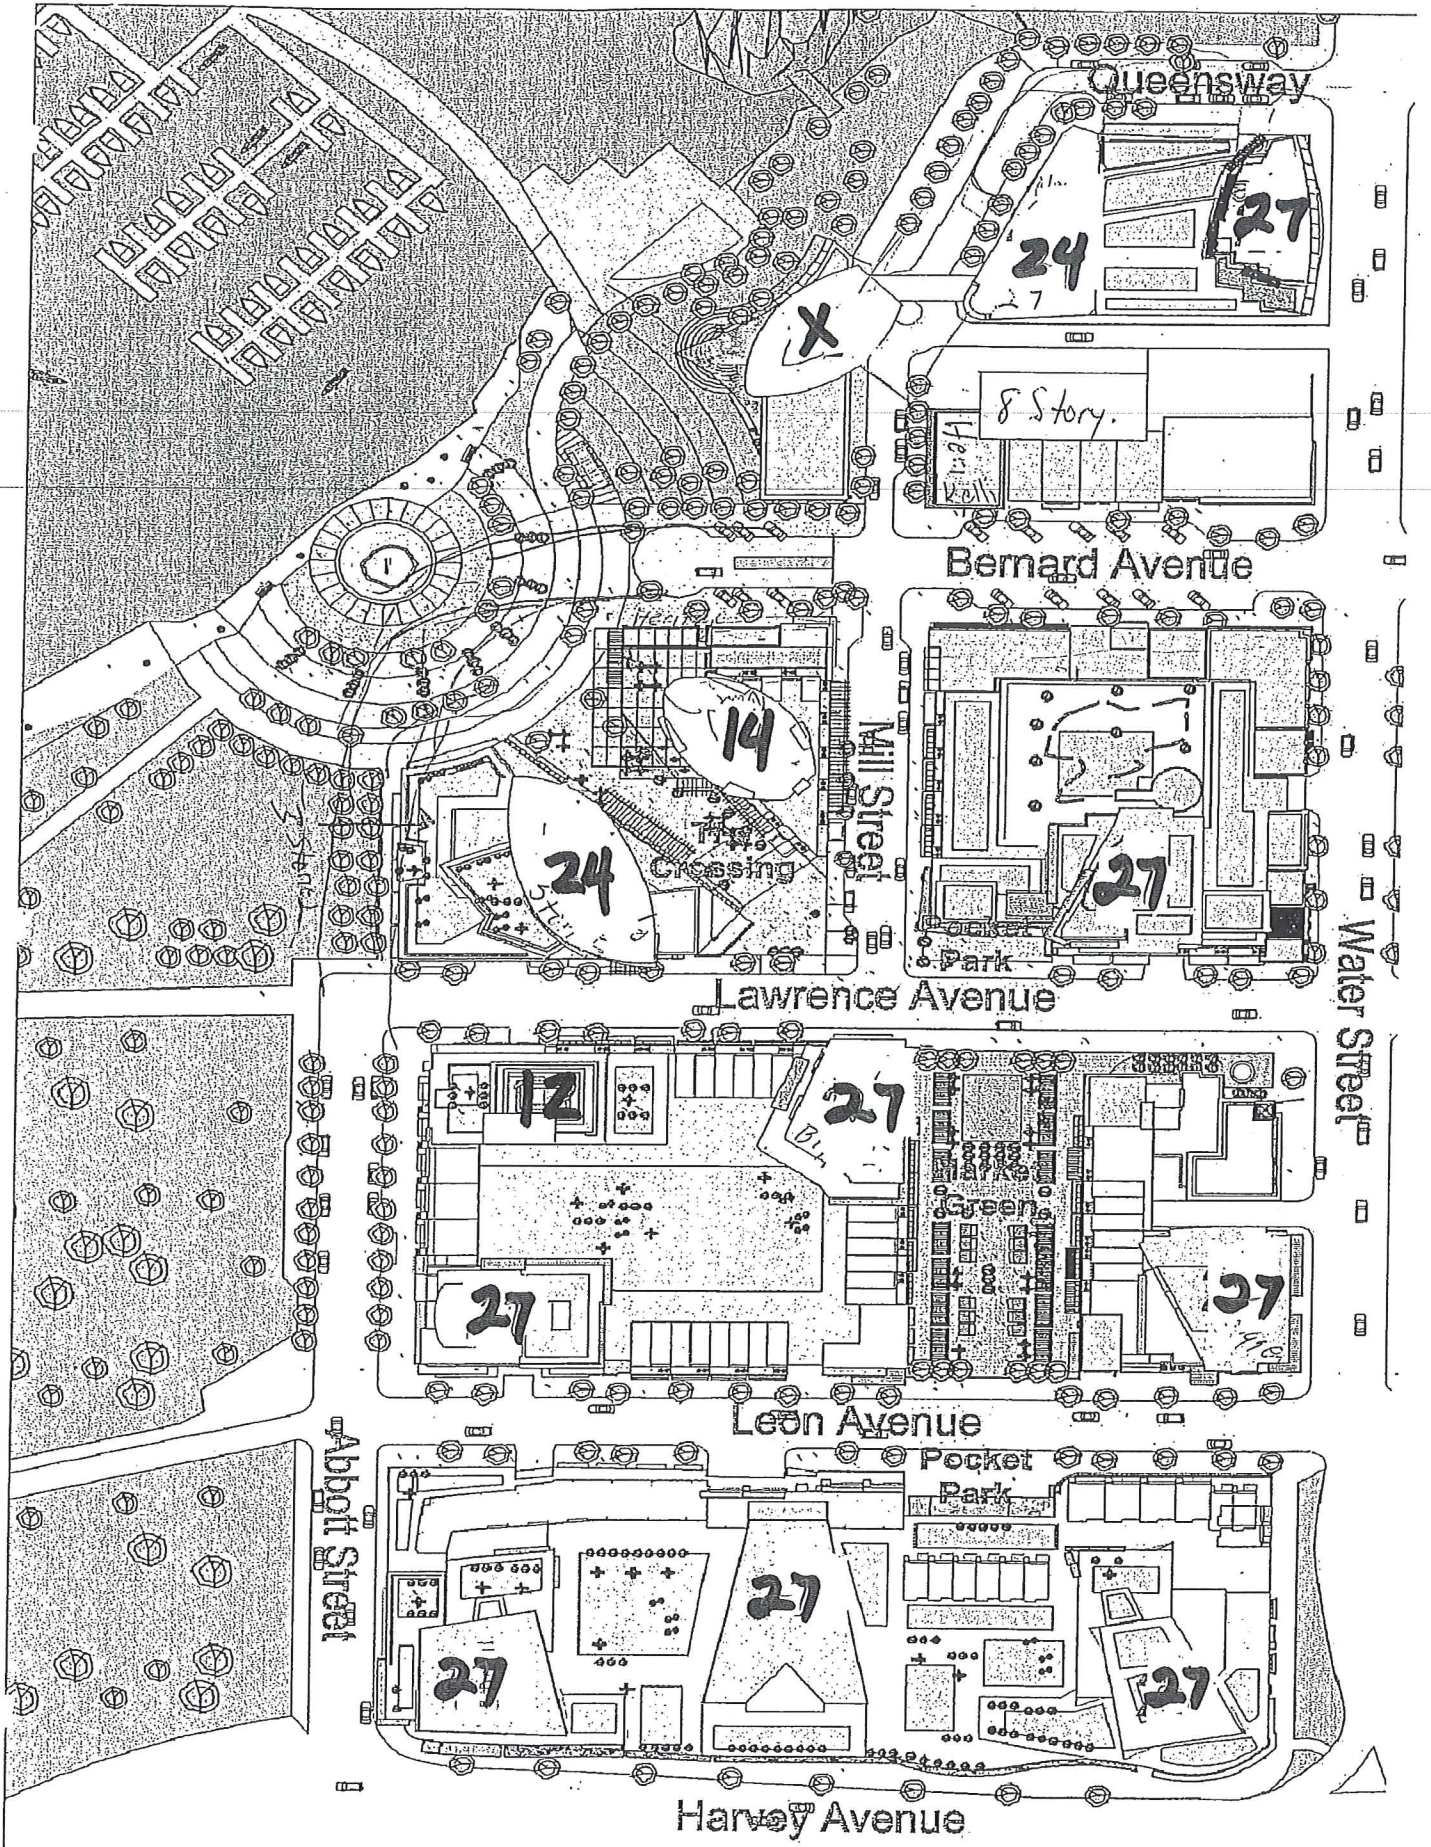 Queensway
27
24
X
8 Story.
Bernard Avenue
14
Mill Street
24
Crossing
27
Pocket
Park
Lawrence Avenue
Water Street
12
27
Market
Green
27
27
Leon Avenue
Pocket
Park
Abbott Street
27
27
27
Harvey Avenue